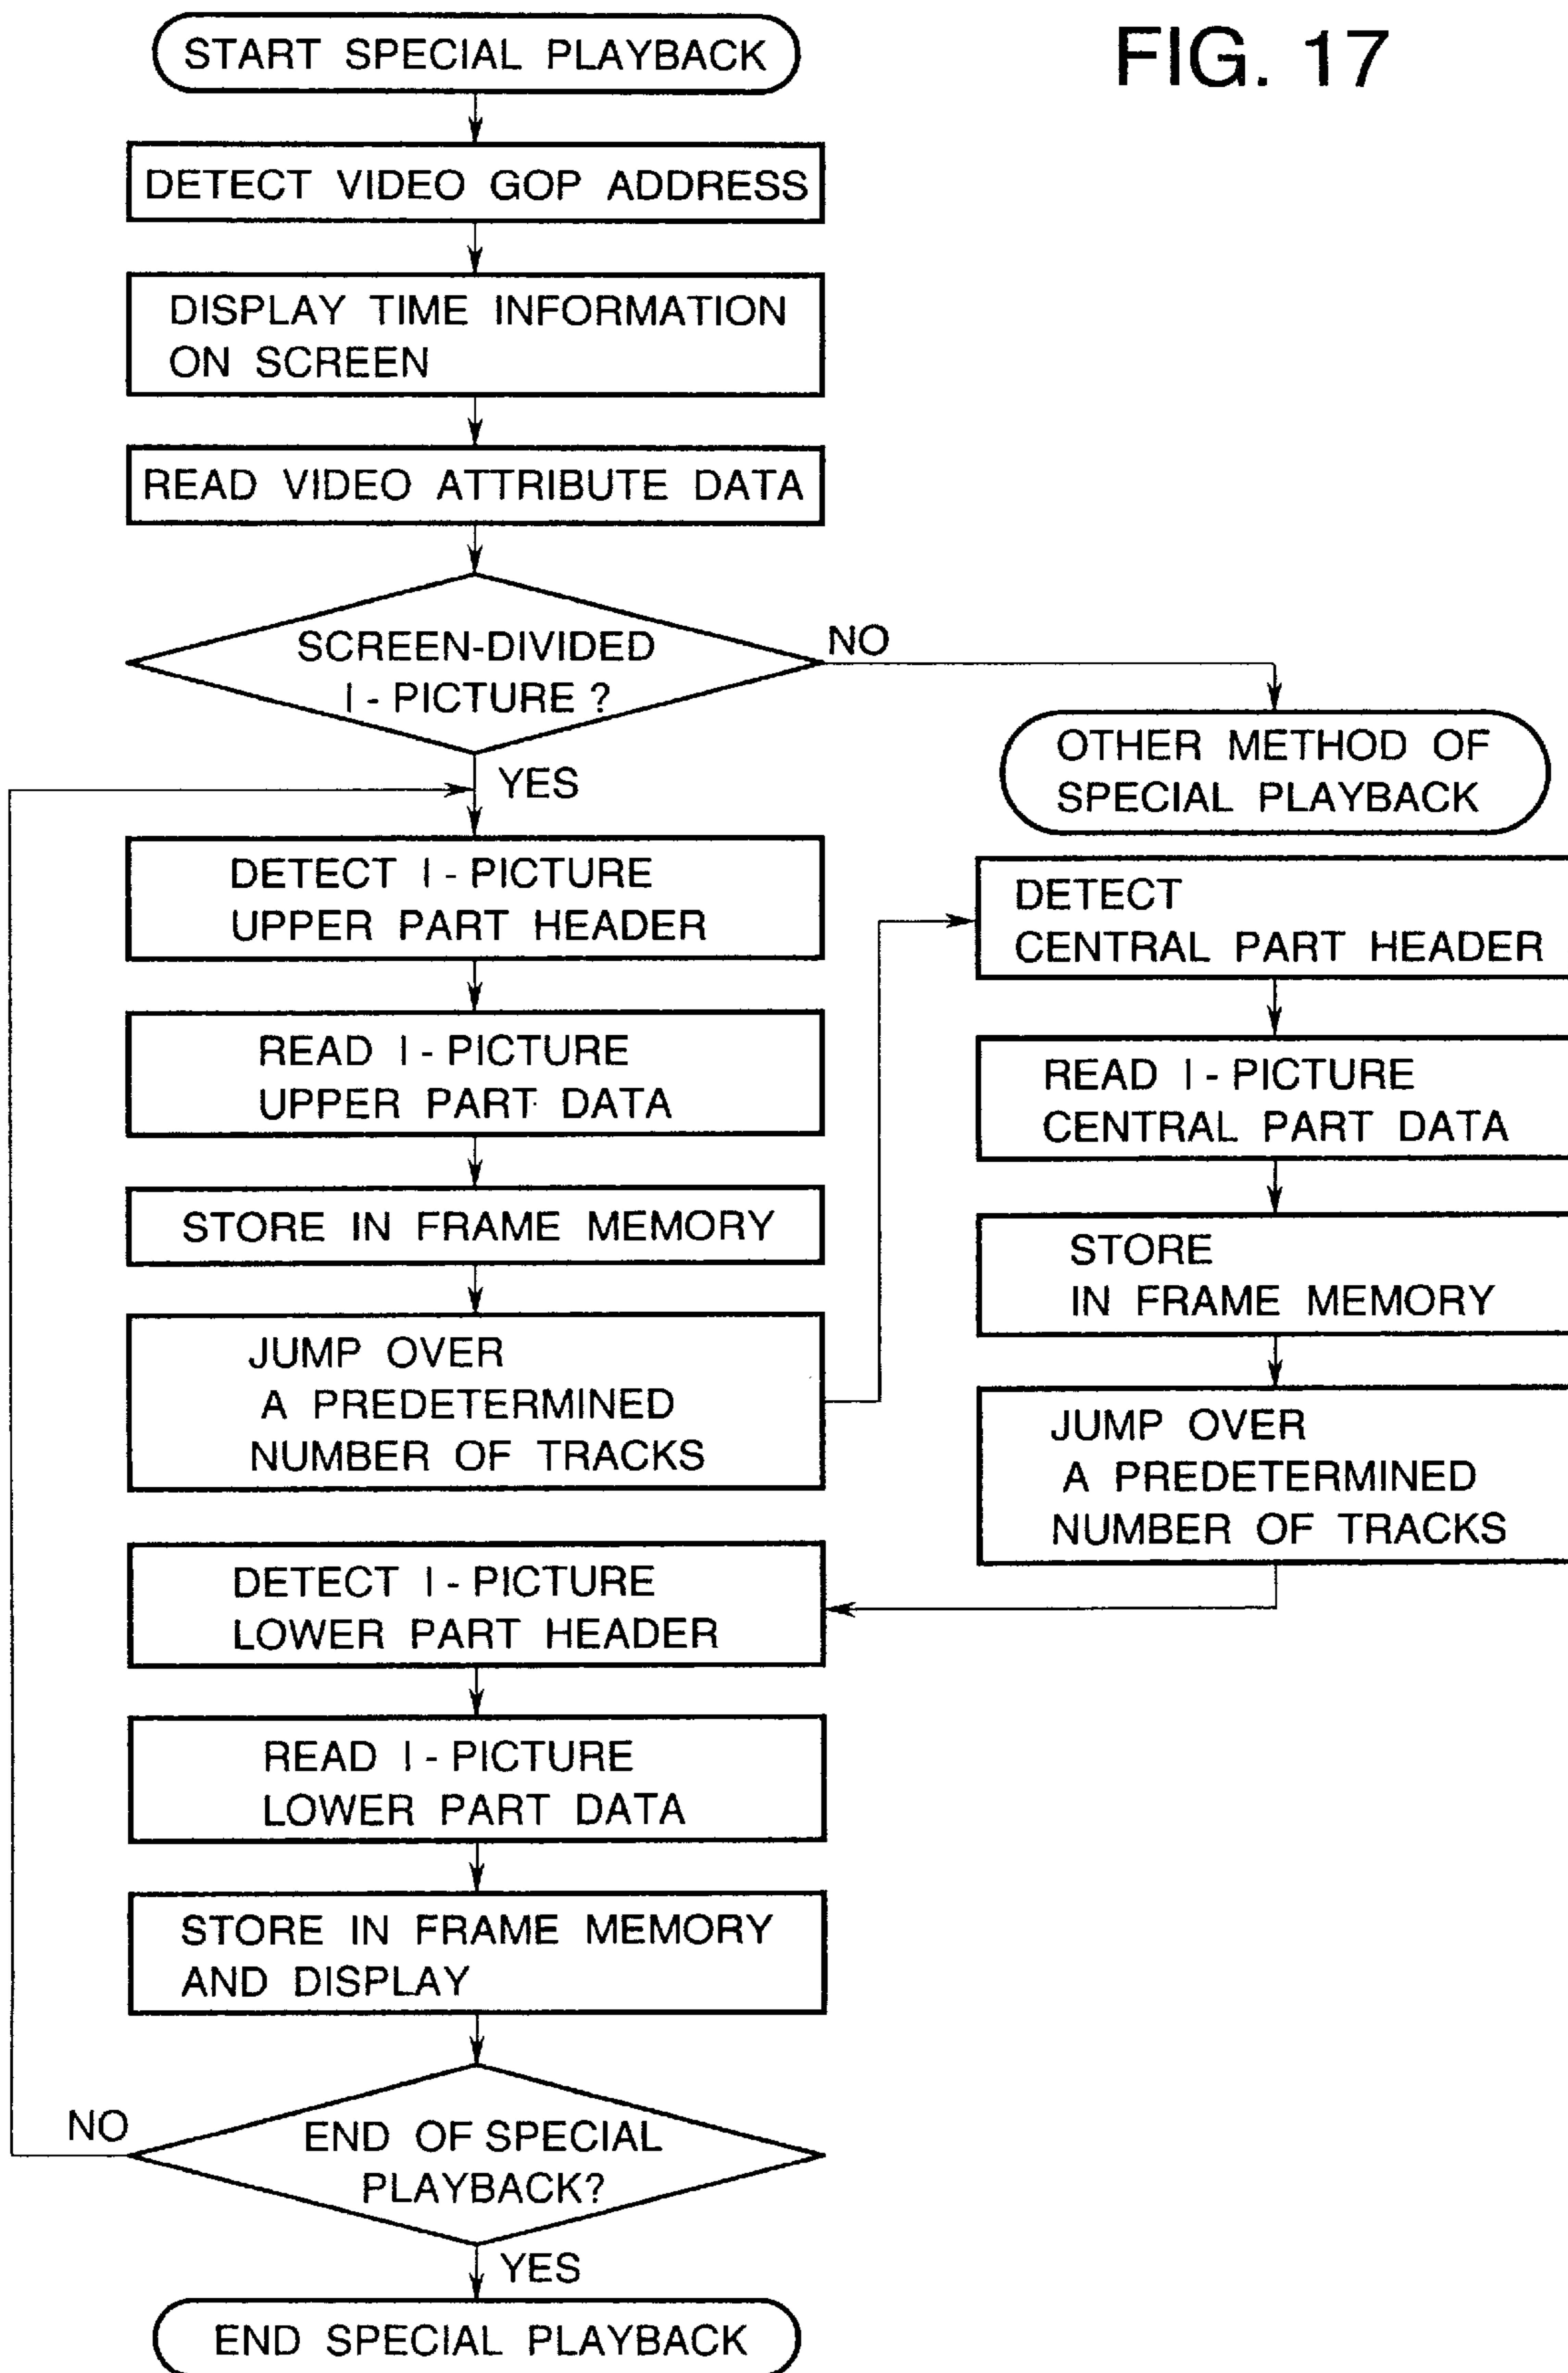 FIG. 17
START SPECIAL PLAYBACK
DETECT VIDEO GOP ADDRESS
DISPLAY TIME INFORMATION
ON SCREEN
READ VIDEO ATTRIBUTE DATA
SCREEN-DIVIDED
I - PICTURE ?
NO
YES
OTHER METHOD OF
SPECIAL PLAYBACK
DETECT I - PICTURE
UPPER PART HEADER
READ I - PICTURE
UPPER PART DATA
STORE IN FRAME MEMORY
JUMP OVER
A PREDETERMINED
NUMBER OF TRACKS
DETECT
CENTRAL PART HEADER
READ I - PICTURE
CENTRAL PART DATA
STORE
IN FRAME MEMORY
JUMP OVER
A PREDETERMINED
NUMBER OF TRACKS
DETECT I - PICTURE
LOWER PART HEADER
READ I - PICTURE
LOWER PART DATA
STORE IN FRAME MEMORY
AND DISPLAY
END OF SPECIAL
PLAYBACK?
NO
YES
END SPECIAL PLAYBACK